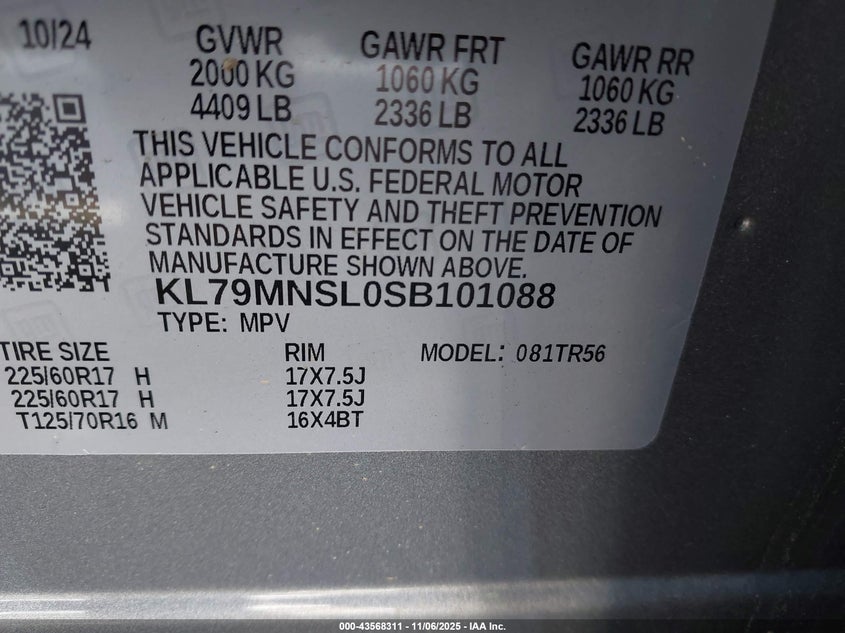 10/24 GVWR GAWR FRT GAWR RR
2000 KG 1060 KG 1060 KG
4409 LB 2336 LB 2336 LB
THIS VEHICLE CONFORMS TO ALL
APPLICABLE U.S. FEDERAL MOTOR
VEHICLE SAFETY AND THEFT PREVENTION
STANDARDS IN EFFECT ON THE DATE OF
MANUFACTURE SHOWN ABOVE.
KL79MNSL0SB101088
TYPE: MPV
TIRE SIZE RIM MODEL: 081TR56
225/60R17 H 17X7.5J
225/60R17 H 17X7.5J
T125/70R16 M 16X4BT
000-43568311 - 11/06/2025 - IAA Inc.